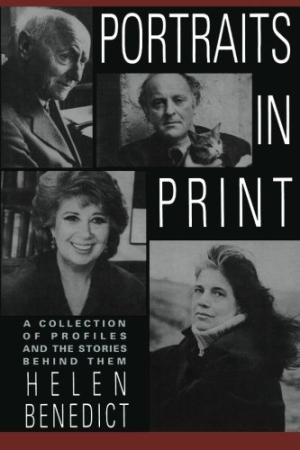 PORTRAITS
IN
PRINT
A COLLECTION
OF PROFILES
AND THE STORIES
BEHIND THEM
HELEN
BENEDICT